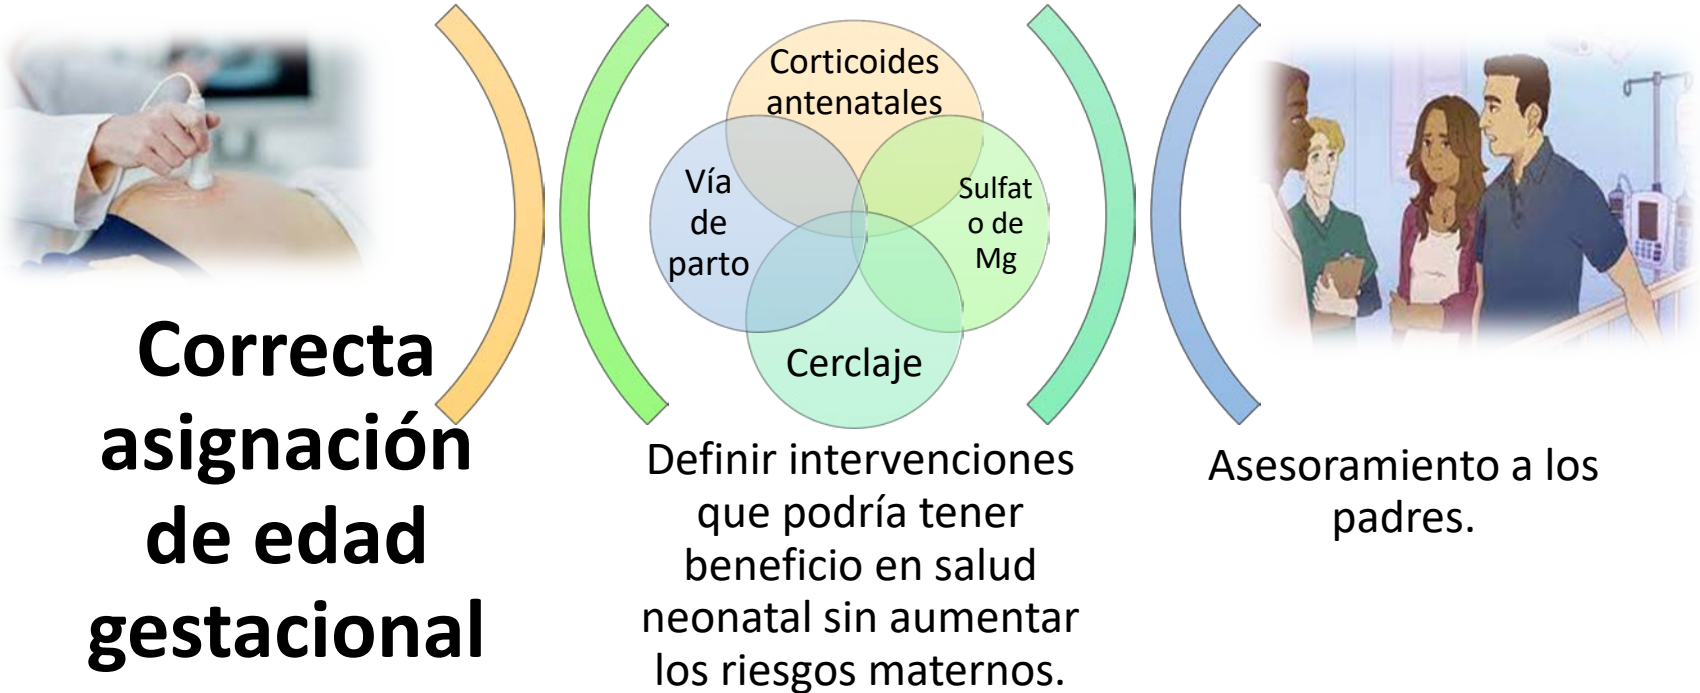 Correcta
asignación
de edad
gestacional
Corticoides
antenatales
Vía
de
parto
Sulfat
o de
Mg
Cerclaje
Definir intervenciones
que podría tener
beneficio en salud
neonatal sin aumentar
los riesgos maternos.
Asesoramiento a los
padres.